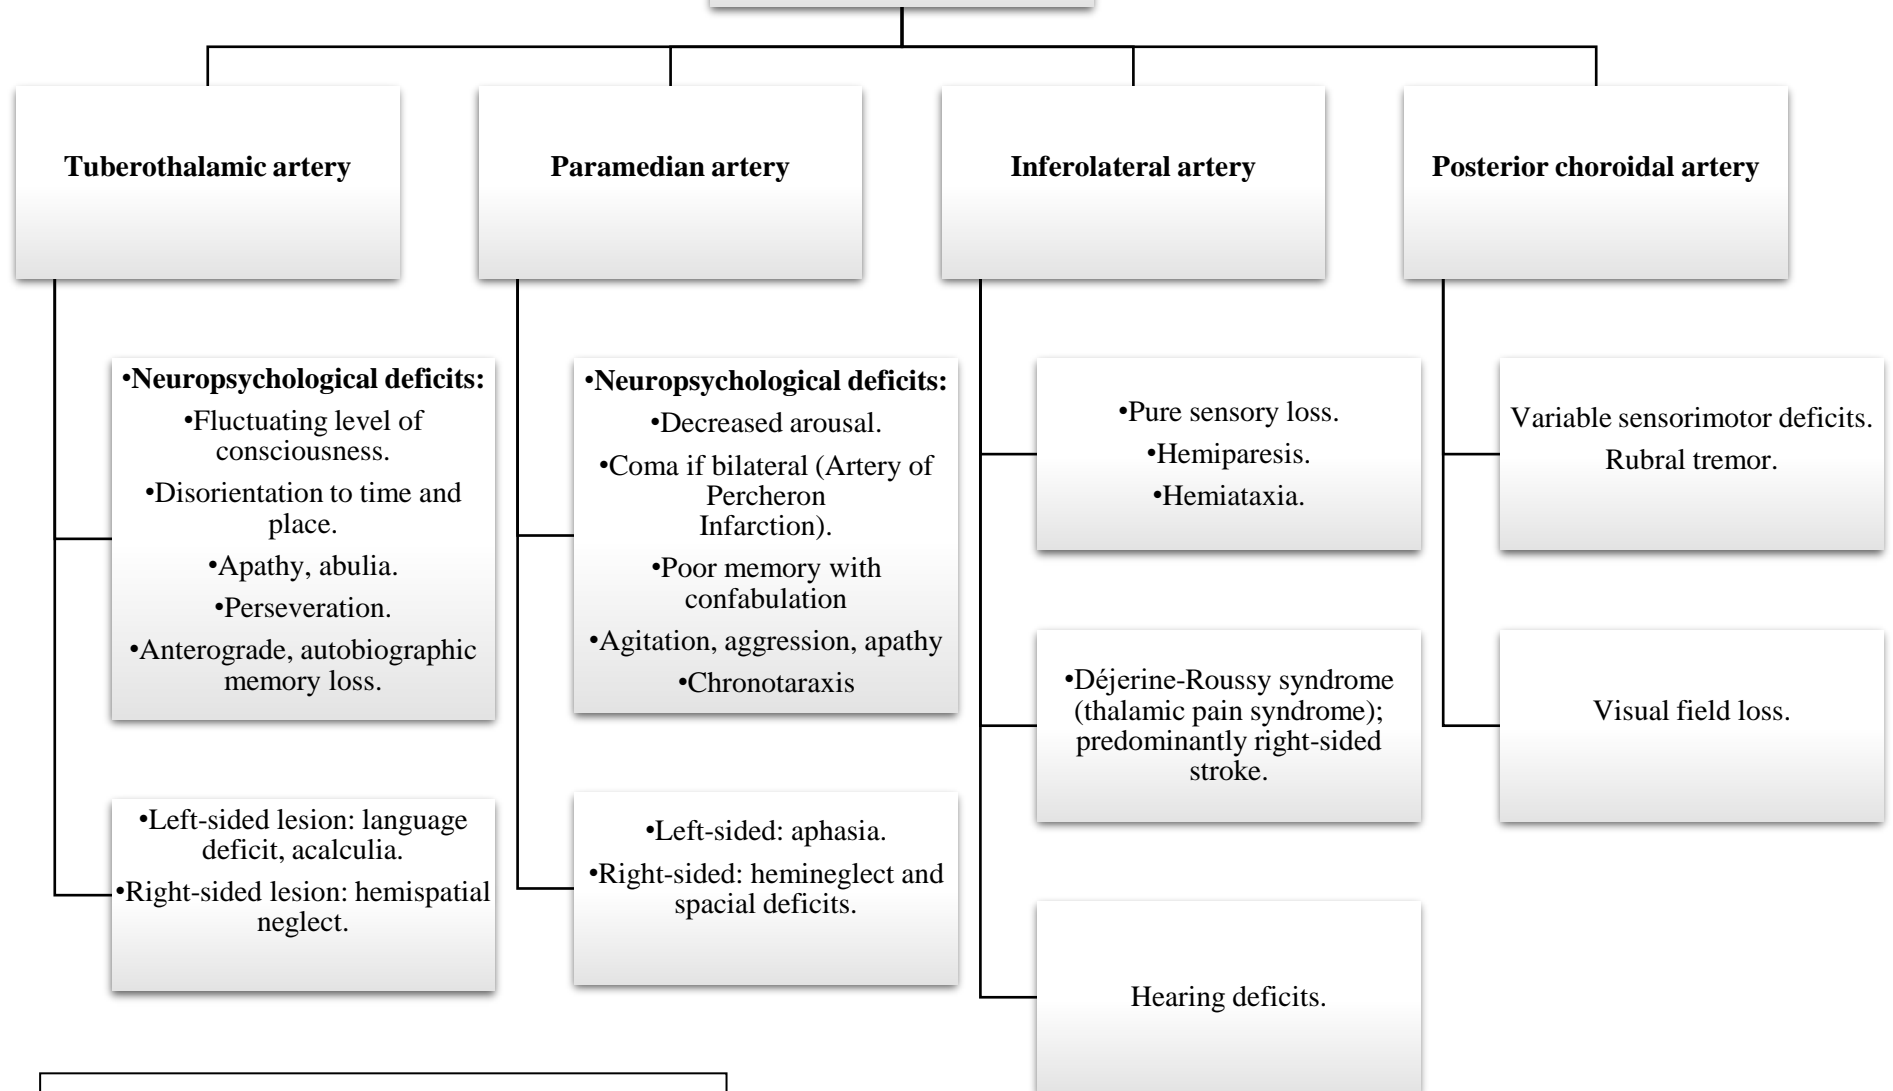 Tuberothalamic artery
Paramedian artery
Inferolateral artery
Posterior choroidal artery
•Neuropsychological deficits:
•Fluctuating level of
consciousness.
•Disorientation to time and
place.
•Apathy, abulia.
•Perseveration.
•Anterograde, autobiographic
memory loss.
•Left-sided lesion: language
deficit, acalculia.
•Right-sided lesion: hemispatial
neglect.
•Neuropsychological deficits:
•Decreased arousal.
•Coma if bilateral (Artery of
Percheron
Infarction).
•Poor memory with
confabulation
•Agitation, aggression, apathy
•Chronotaraxis
•Left-sided: aphasia.
•Right-sided: hemineglect and
spacial deficits.
•Pure sensory loss.
•Hemiparesis.
•Hemiataxia.
•Déjerine-Roussy syndrome
(thalamic pain syndrome);
predominantly right-sided
stroke.
Hearing deficits.
Variable sensorimotor deficits.
Rubral tremor.
Visual field loss.